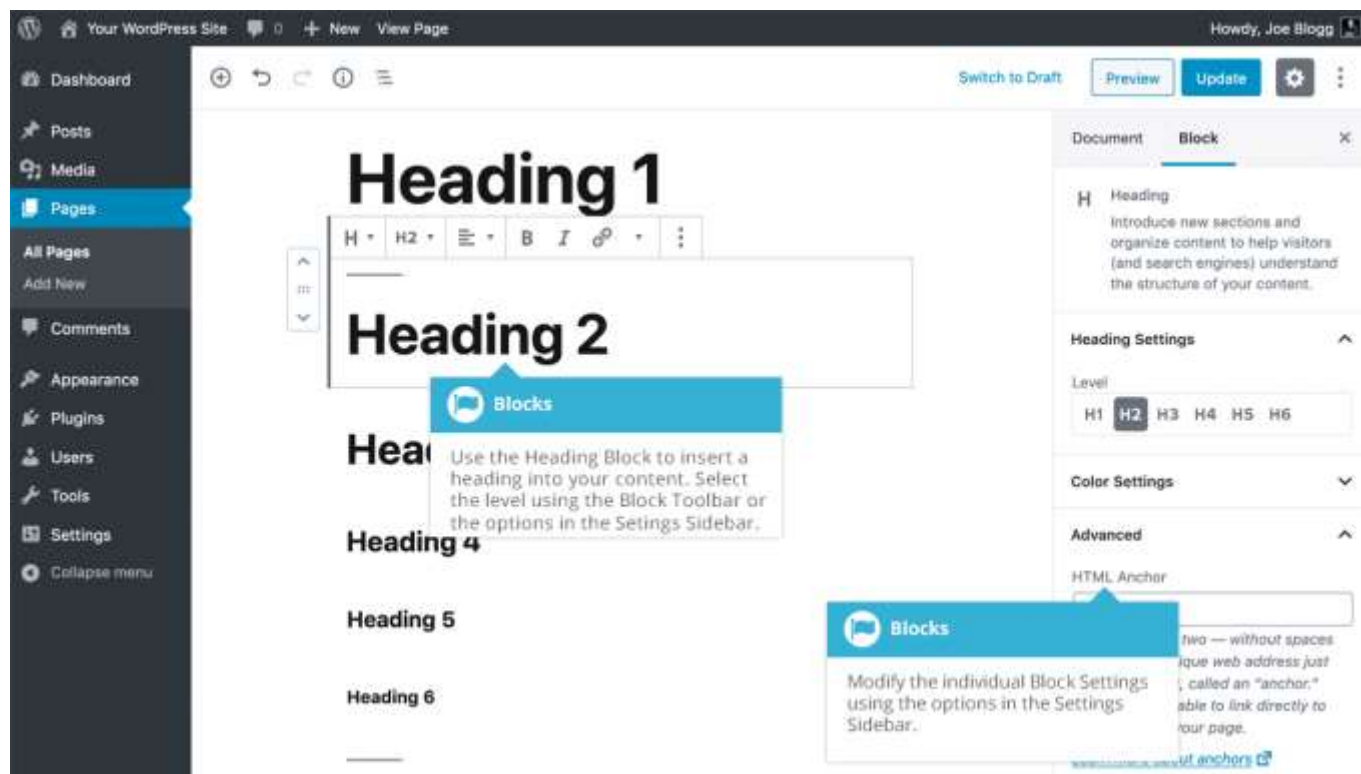 Your WordPress Site 0 + New View Page Howdy, Joe Blogg
Dashboard
Posts
Media
Pages
All Pages
Add New
Comments
Appearance
Plugins
Users
Tools
Settings
Collapse menu
Switch to Draft Preview Update
Heading 1
H H2 B I
Heading 2
Blocks
Use the Heading Block to insert a
heading into your content. Select
the level using the Block Toolbar or
the options in the Setings Sidebar.
Heading 4
Heading 5
Heading 6
Document Block ×
H Heading
Introduce new sections and
organize content to help visitors
(and search engines) understand
the structure of your content.
Heading Settings
Level
H1 H2 H3 H4 H5 H6
Color Settings
Advanced
HTML Anchor
Blocks
Modify the individual Block Settings
using the options in the Settings
Sidebar.
two — without spaces
web address just
, called an "anchor."
able to link directly to
your page.
anchors